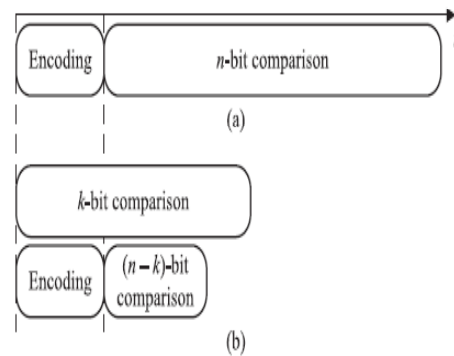 Encoding
n-bit comparison
(a)
k-bit comparison
Encoding
(n−k)-bit
comparison
(b)